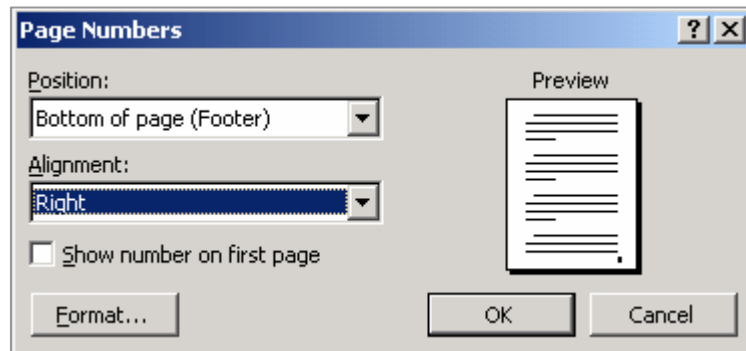 Page Numbers
Position:
Preview
Bottom of page (Footer)
Alignment:
Right
Show number on first page
Format...
OK
Cancel